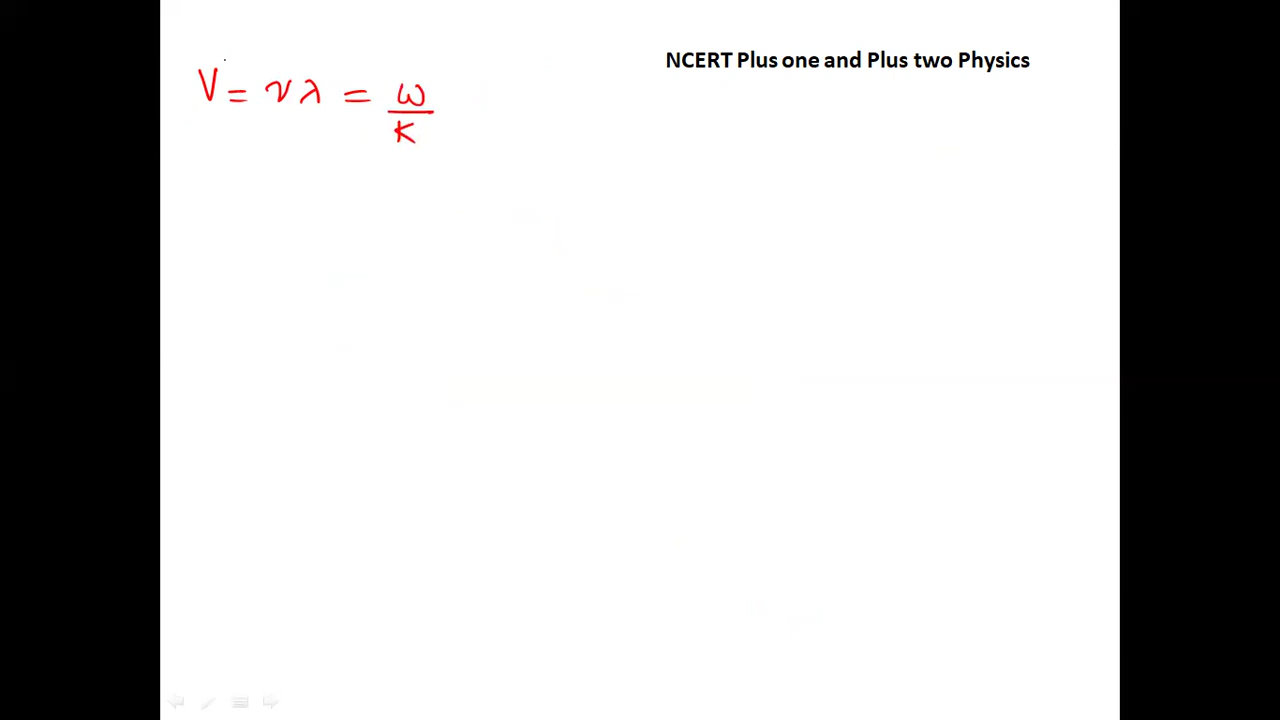 NCERT Plus one and Plus two Physics
V = νλ = ω/K